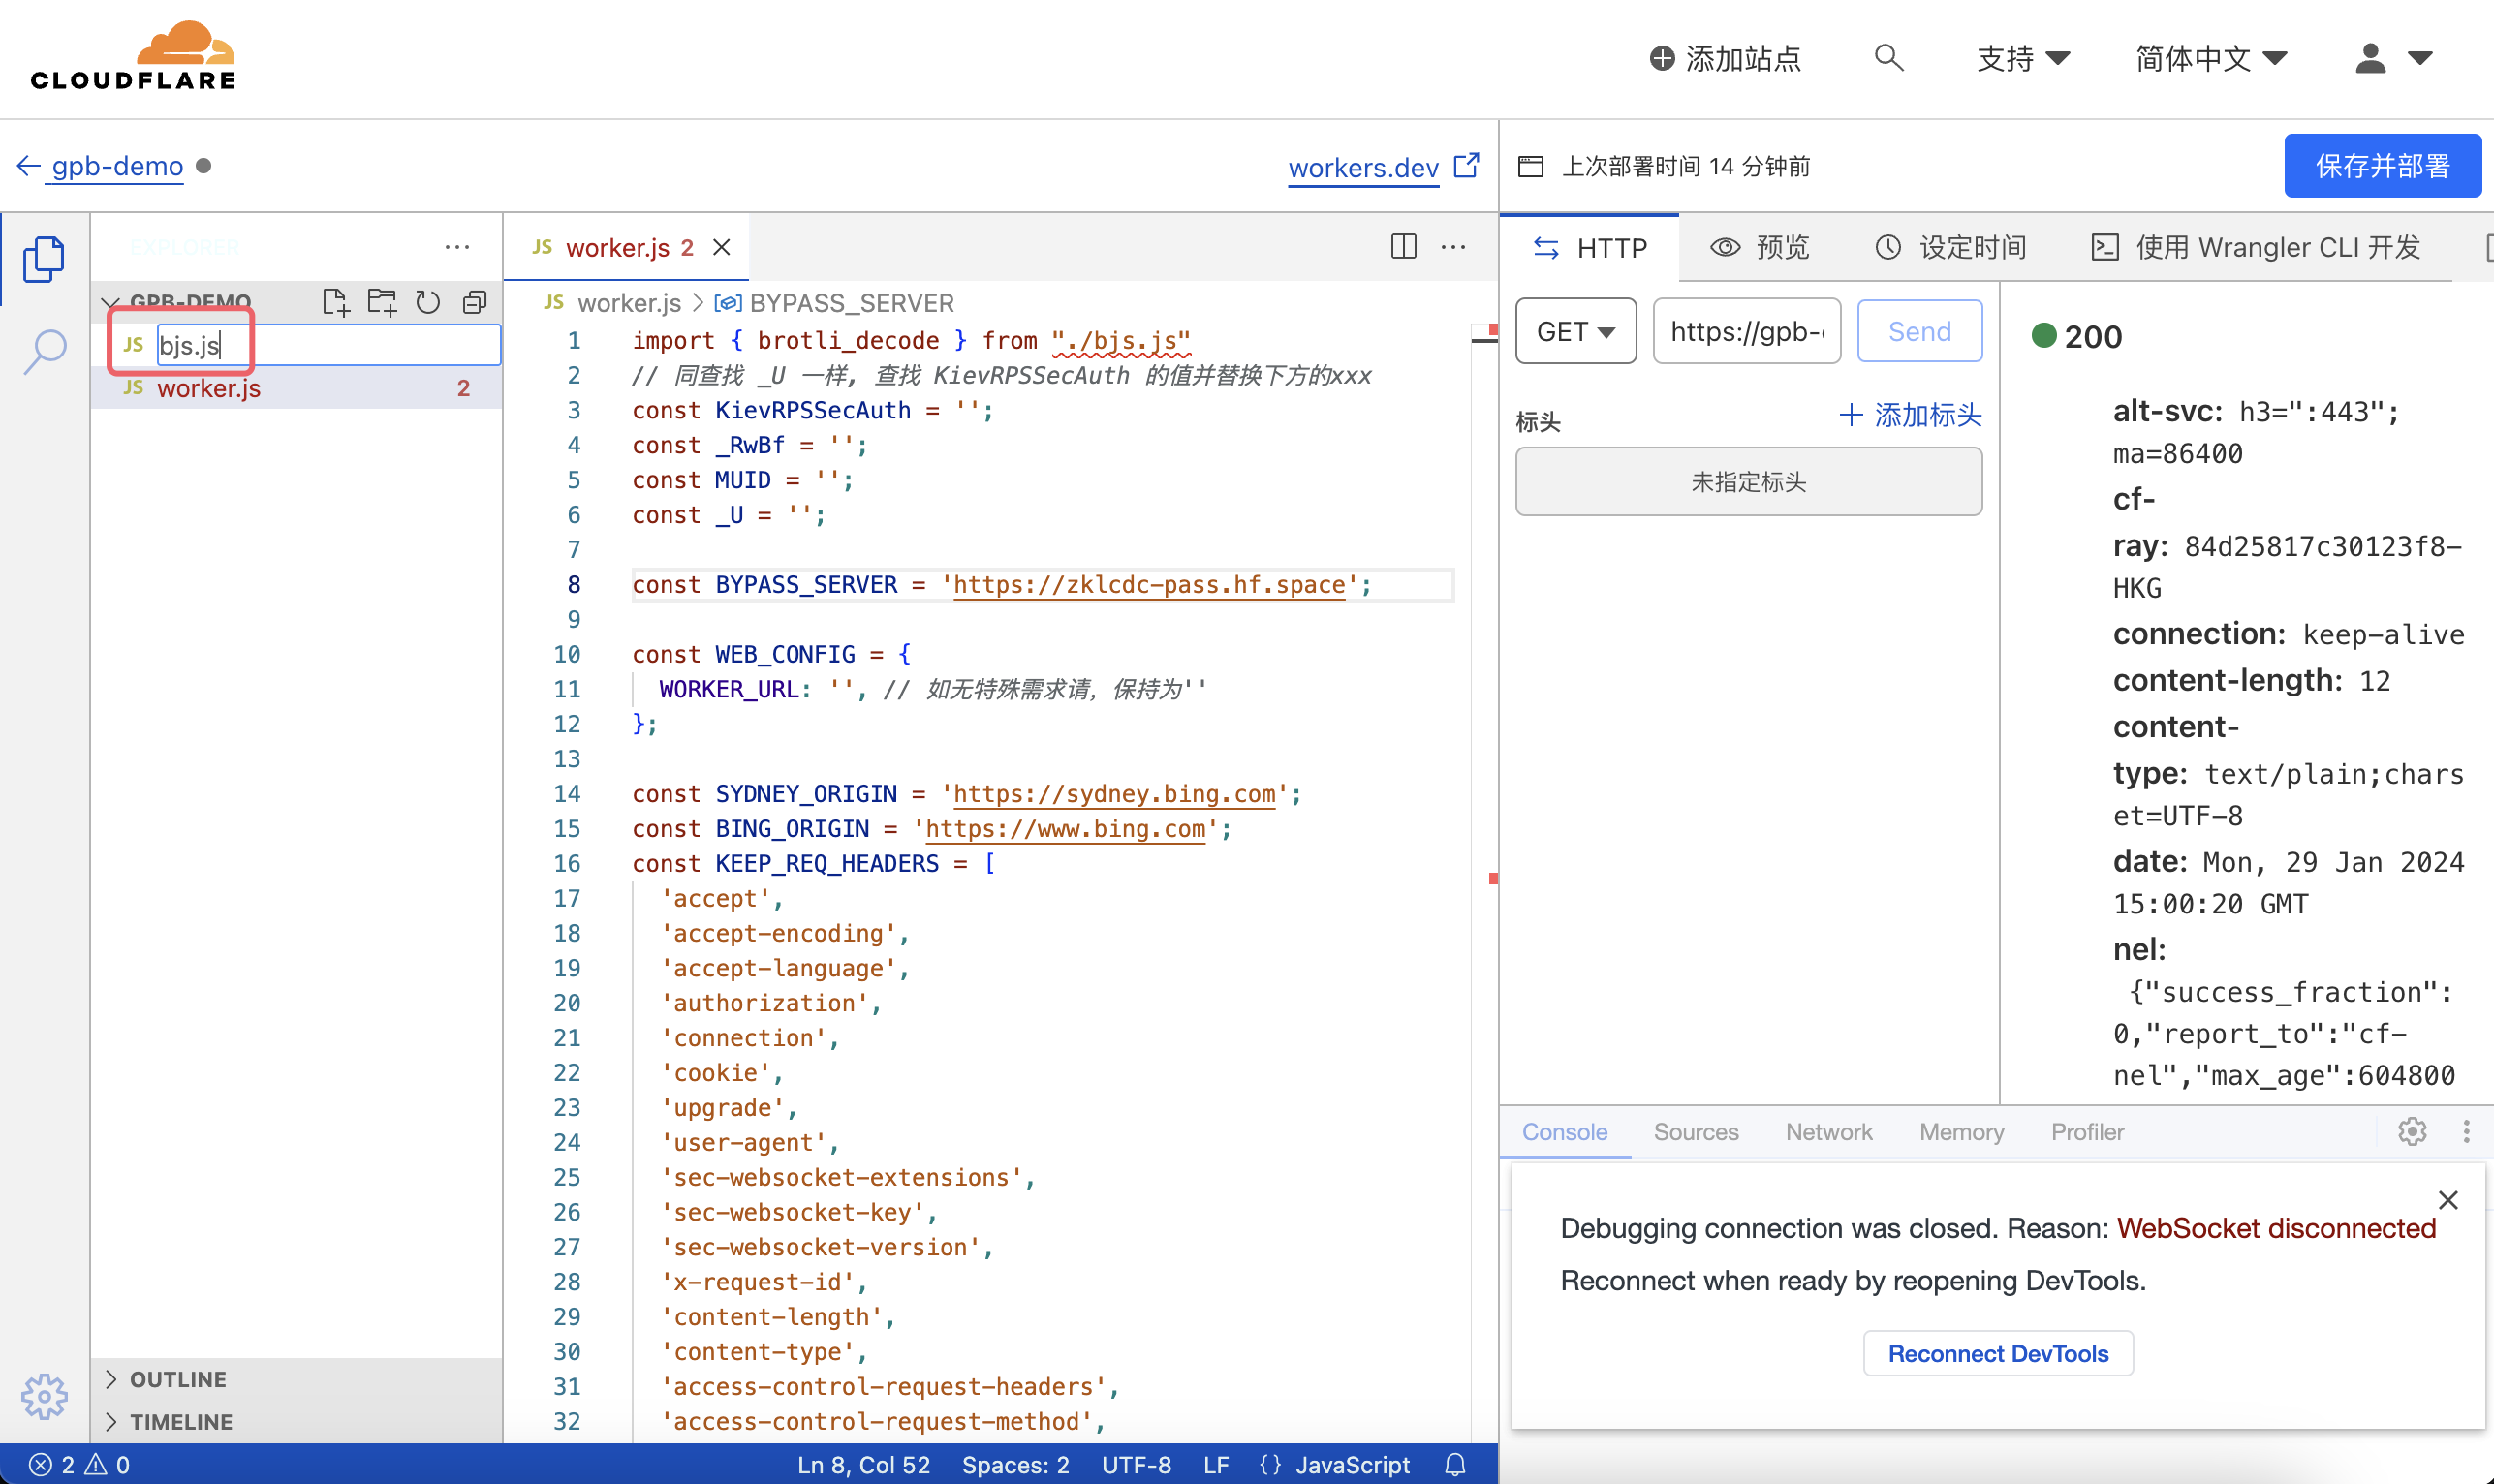 CLOUDFLARE
添加站点
支持
简体中文
gpb-demo
workers.dev
上次部署时间 14 分钟前
保存并部署
EXPLORER
GPB-DEMO
JS bjs.js
JS worker.js 2
OUTLINE
TIMELINE
JS worker.js 2
JS worker.js > BYPASS_SERVER
1 import { brotli_decode } from "./bjs.js"
2 // 同查找 _U 一样, 查找 KievRPSSecAuth 的值并替换下方的xxx
3 const KievRPSSecAuth = '';
4 const _RwBf = '';
5 const MUID = '';
6 const _U = '';
7
8 const BYPASS_SERVER = 'https://zklcdc-pass.hf.space';
9
10 const WEB_CONFIG = {
11 WORKER_URL: '', // 如无特殊需求请，保持为''
12 };
13
14 const SYDNEY_ORIGIN = 'https://sydney.bing.com';
15 const BING_ORIGIN = 'https://www.bing.com';
16 const KEEP_REQ_HEADERS = [
17 'accept',
18 'accept-encoding',
19 'accept-language',
20 'authorization',
21 'connection',
22 'cookie',
23 'upgrade',
24 'user-agent',
25 'sec-websocket-extensions',
26 'sec-websocket-key',
27 'sec-websocket-version',
28 'x-request-id',
29 'content-length',
30 'content-type',
31 'access-control-request-headers',
32 'access-control-request-method',
HTTP
预览
设定时间
使用 Wrangler CLI 开发
GET
https://gpb-
Send
标头
添加标头
未指定标头
200
alt-svc: h3=":443";
ma=86400
cf-
ray: 84d25817c30123f8-
HKG
connection: keep-alive
content-length: 12
content-
type: text/plain;chars
et=UTF-8
date: Mon, 29 Jan 2024
15:00:20 GMT
nel:
{"success_fraction":
0,"report_to":"cf-
nel","max_age":604800
Console
Sources
Network
Memory
Profiler
Debugging connection was closed. Reason: WebSocket disconnected
Reconnect when ready by reopening DevTools.
Reconnect DevTools
2 0
Ln 8, Col 52
Spaces: 2
UTF-8
LF
{} JavaScript